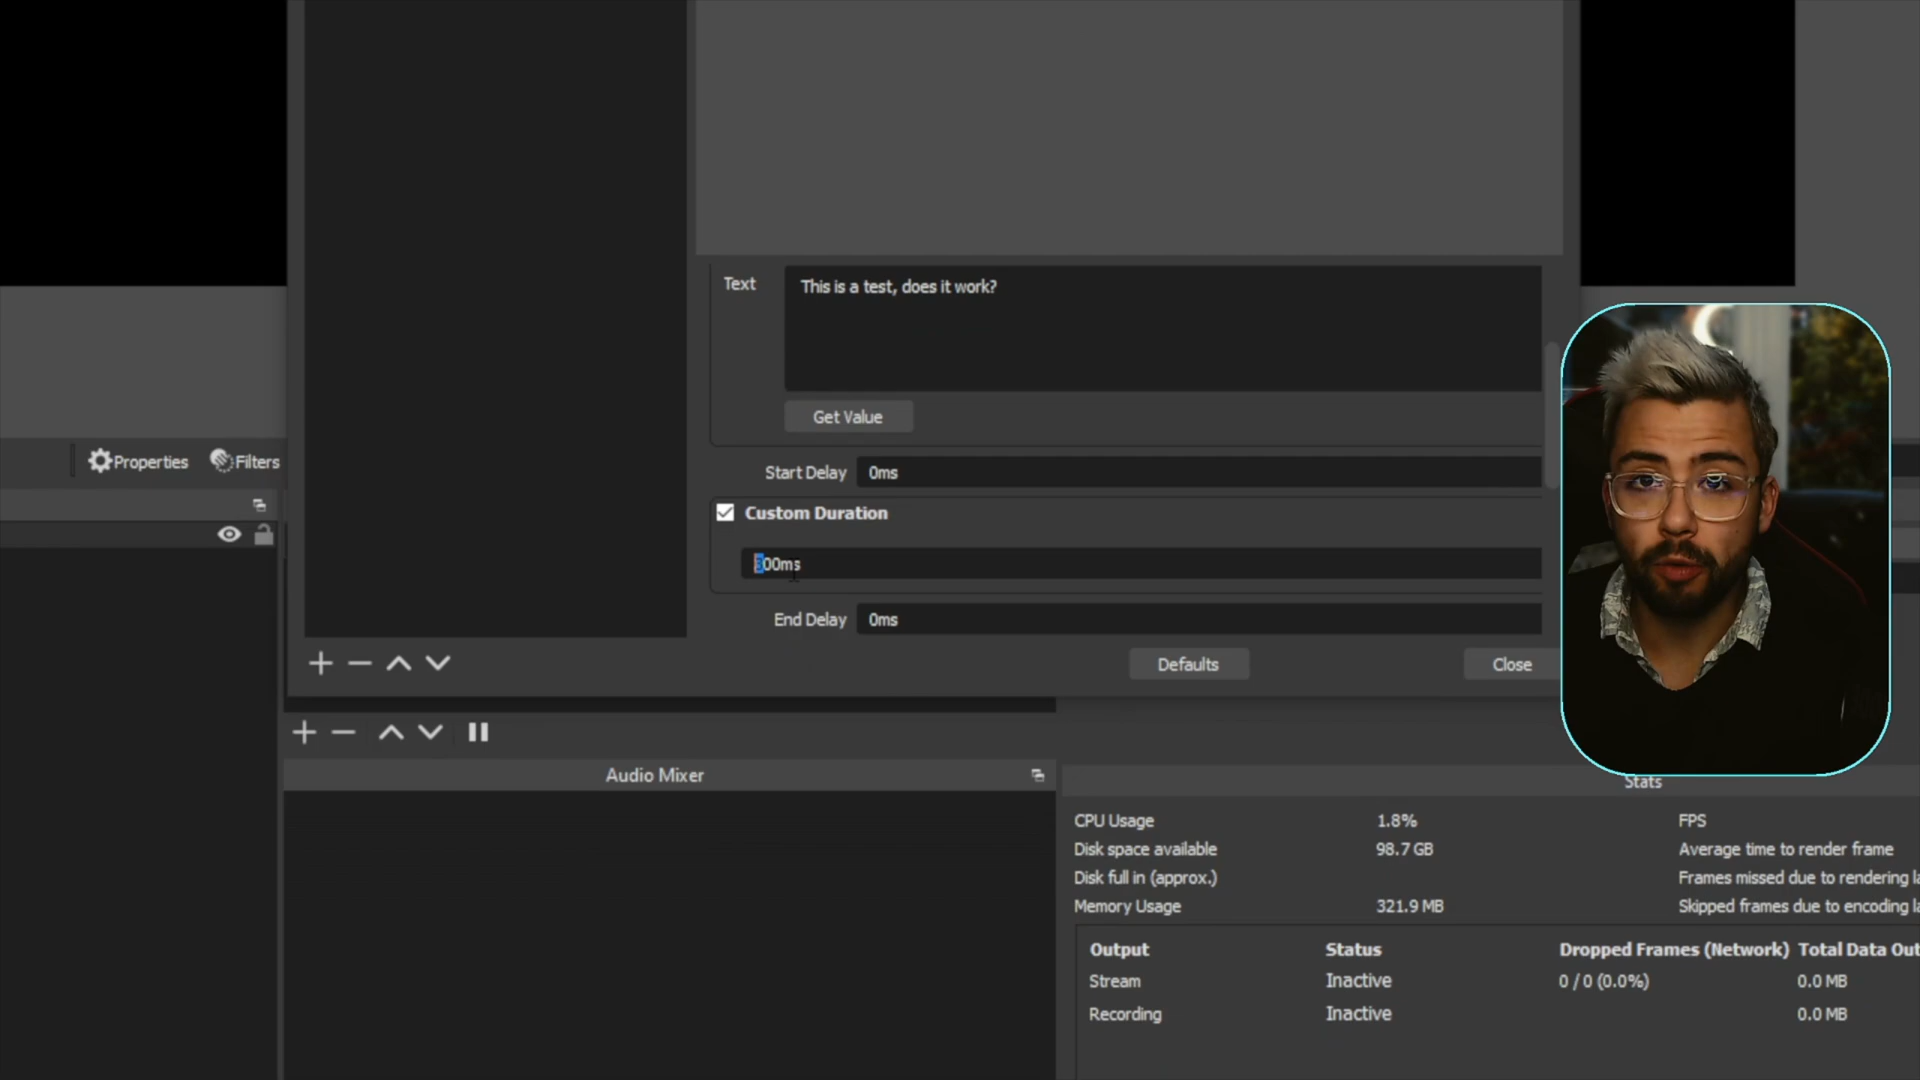 Text
This is a test, does it work?
Get Value
Start Delay
0ms
Custom Duration
300ms
End Delay
0ms
Defaults
Close
Properties
Filters
Audio Mixer
Stats
CPU Usage
1.8%
FPS
Disk space available
98.7 GB
Average time to render frame
Disk full in (approx.)
Frames missed due to rendering la
Memory Usage
321.9 MB
Skipped frames due to encoding la
Output
Status
Dropped Frames (Network)
Total Data Out
Stream
Inactive
0 / 0 (0.0%)
0.0 MB
Recording
Inactive
0.0 MB